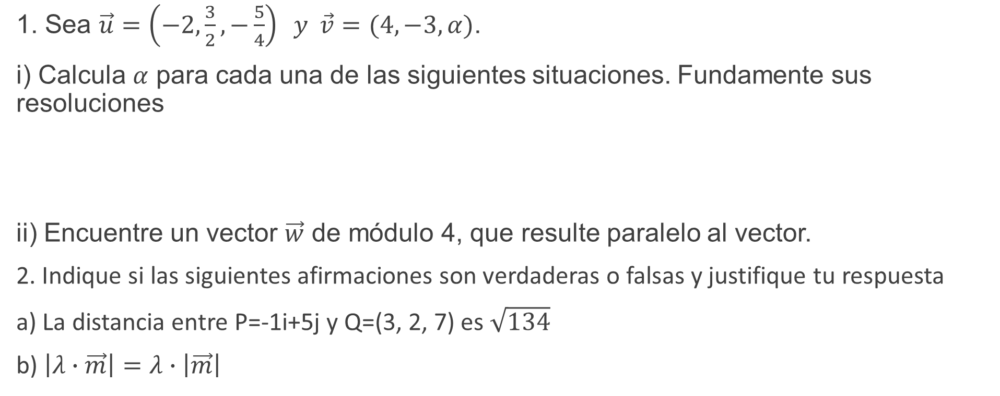 1. Sea $\vec{u} = \left(-2, \frac{3}{2}, -\frac{5}{4}\right)$ y $\vec{v} = (4, -3, \alpha)$.
i) Calcula $\alpha$ para cada una de las siguientes situaciones. Fundamente sus
resoluciones
ii) Encuentre un vector $\vec{w}$ de módulo 4, que resulte paralelo al vector.
2. Indique si las siguientes afirmaciones son verdaderas o falsas y justifique tu respuesta
a) La distancia entre P=-1i+5j y Q=(3, 2, 7) es $\sqrt{134}$
b) $|\lambda \cdot \vec{m}| = \lambda \cdot |\vec{m}|$